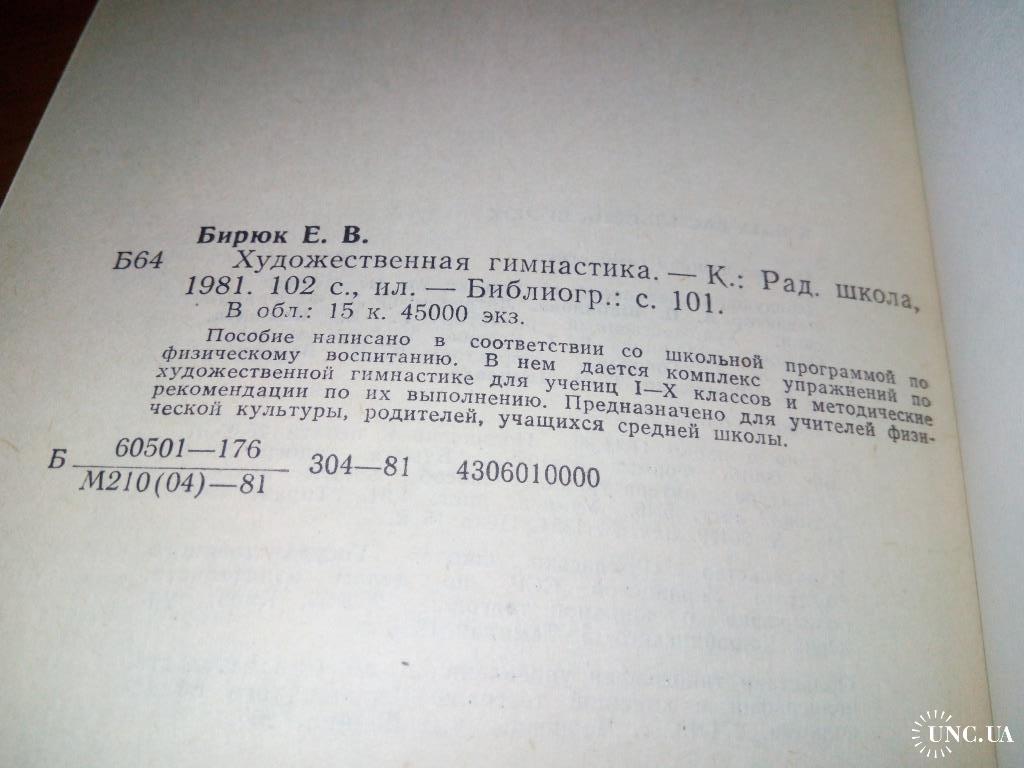 Бирюк Е. В.
Б64 Художественная гимнастика. — К.: Рад. школа,
1981. 102 с., ил. — Библиогр.: с. 101.
В обл.: 15 к. 45000 экз.
Пособие написано в соответствии со школьной программой по
физическому воспитанию. В нем дается комплекс упражнений по
художественной гимнастике для учениц I—X классов и методические
рекомендации по их выполнению. Предназначено для учителей физи-
ческой культуры, родителей, учащихся средней школы.
Б 60501—176 304—81 4306010000
М210(04)—81
UNC.UA